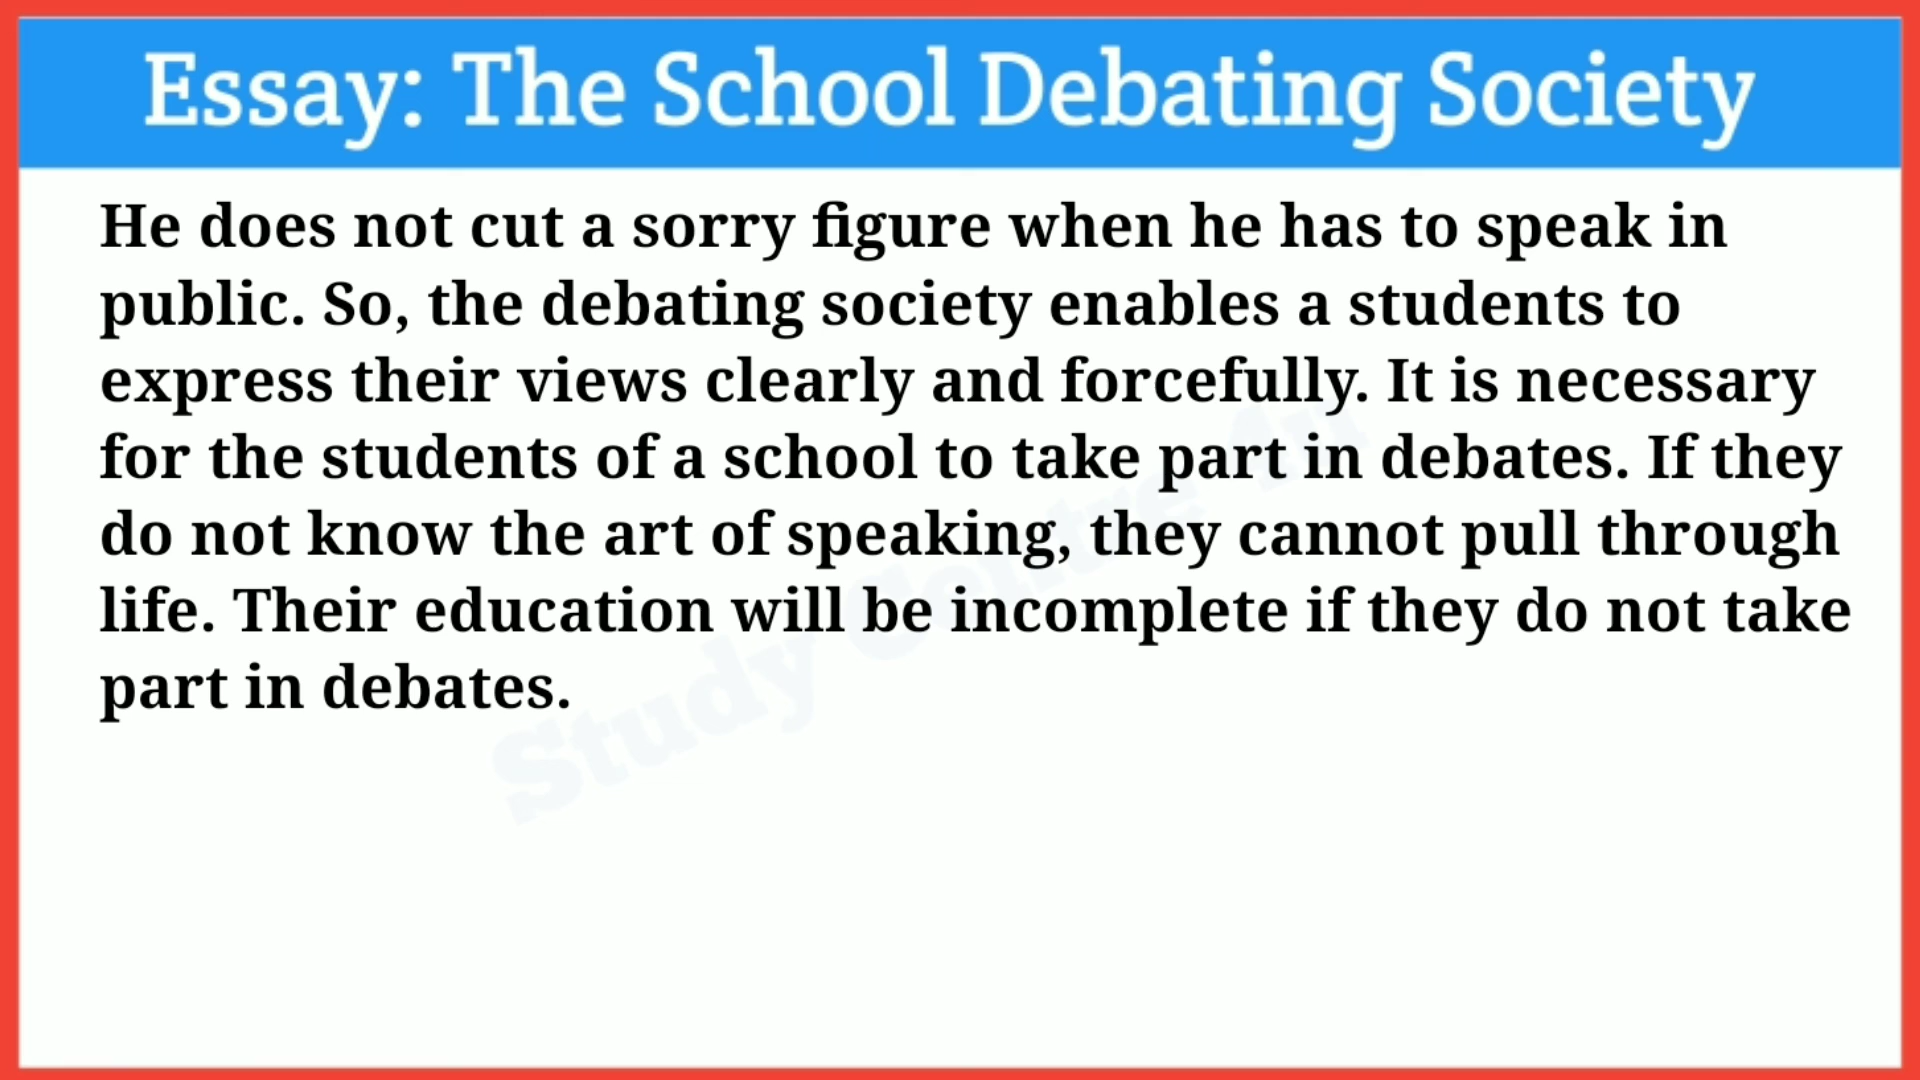 Essay: The School Debating Society
He does not cut a sorry figure when he has to speak in
public. So, the debating society enables a students to
express their views clearly and forcefully. It is necessary
for the students of a school to take part in debates. If they
do not know the art of speaking, they cannot pull through
life. Their education will be incomplete if they do not take
part in debates.
Study Centre 4u